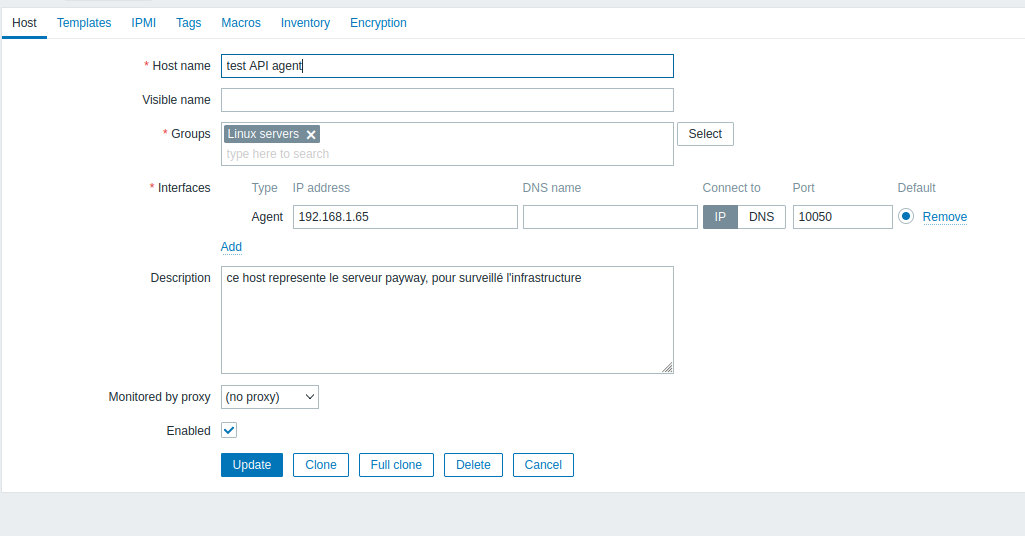 Host Templates IPMI Tags Macros Inventory Encryption
* Host name test API agent
Visible name
* Groups Linux servers Select
type here to search
* Interfaces Type IP address DNS name Connect to Port Default
Agent 192.168.1.65 IP DNS 10050 Remove
Add
Description ce host represente le serveur payway, pour surveillé l'infrastructure
Monitored by proxy (no proxy)
Enabled
Update Clone Full clone Delete Cancel